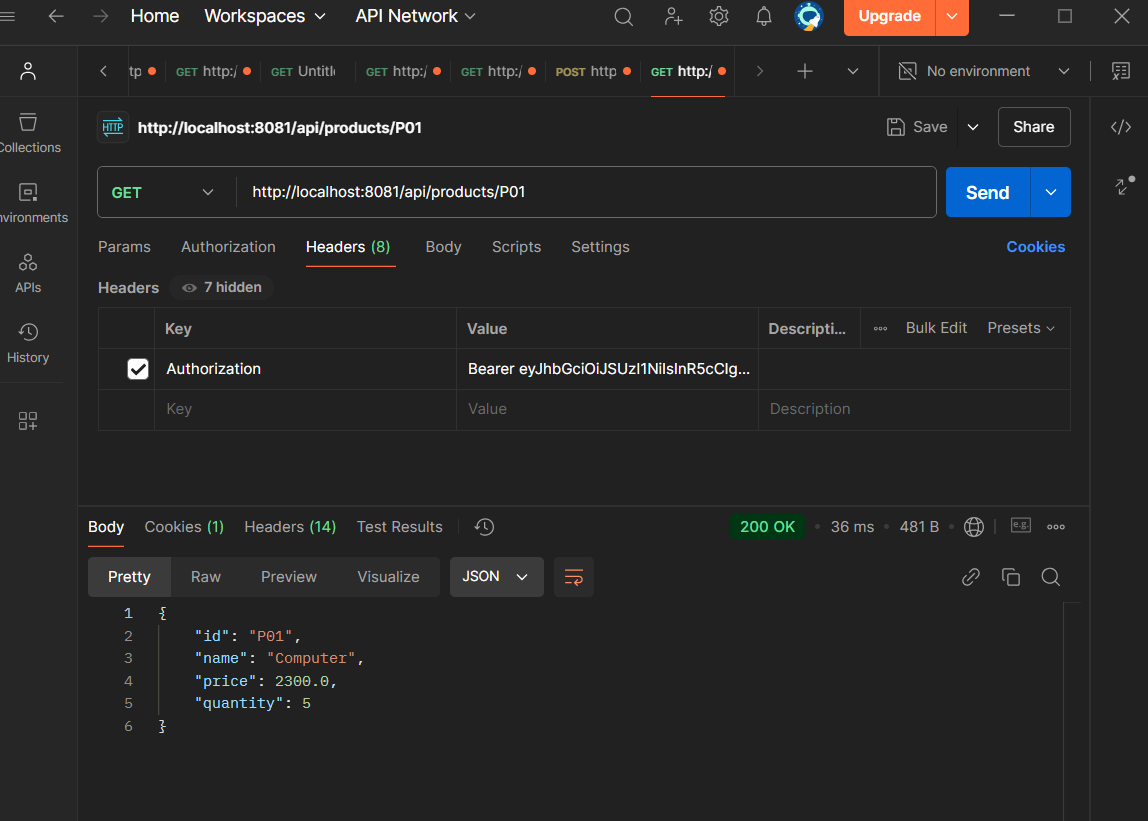 Home Workspaces API Network Upgrade
tp GET http:/ GET Untitl GET http:/ GET http:/ POST http GET http:/ No environment
HTTP http://localhost:8081/api/products/P01 Save Share
Collections
GET http://localhost:8081/api/products/P01 Send
nvironments
Params Authorization Headers (8) Body Scripts Settings Cookies
APIs
Headers 7 hidden
Key Value Descripti... Bulk Edit Presets
History
Authorization Bearer eyJhbGciOiJSUzI1NiIsInR5cCIg...
Key Value Description
Body Cookies (1) Headers (14) Test Results 200 OK 36 ms 481 B e.g.
Pretty Raw Preview Visualize JSON
1 {
2 "id": "P01",
3 "name": "Computer",
4 "price": 2300.0,
5 "quantity": 5
6 }